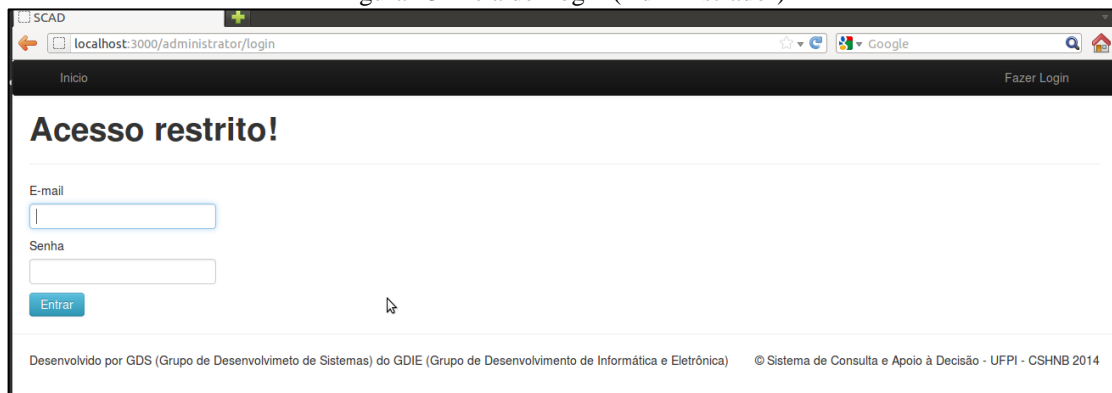 SCAD
localhost:3000/administrator/login
Google
Inicio
Fazer Login
Acesso restrito!
E-mail
Senha
Entrar
Desenvolvido por GDS (Grupo de Desenvolvimeto de Sistemas) do GDIE (Grupo de Desenvolvimento de Informática e Eletrônica)
© Sistema de Consulta e Apoio à Decisão - UFPI - CSHNB 2014